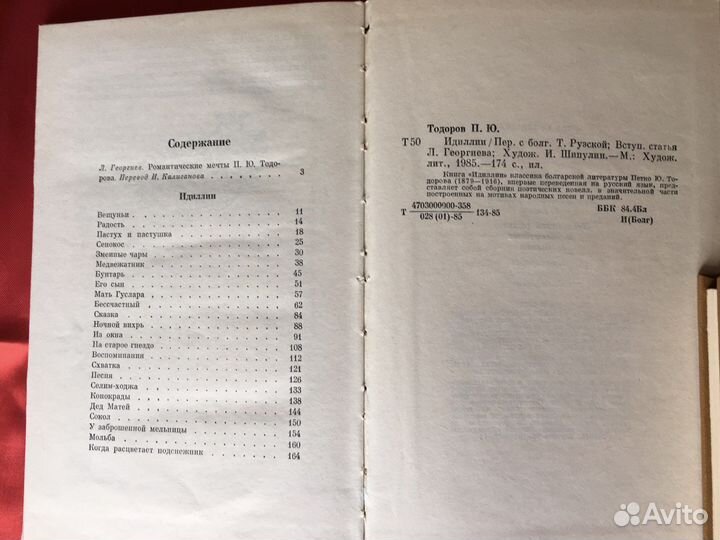 Содержание
Л. Георгиев. Романтические мечты П. Ю. Тодо-
рова. Перевод И. Калиганова . . . . . . . . 3
Идиллии
Вещуньи . . . . . . . . . . . . . . . 11
Радость . . . . . . . . . . . . . . . 14
Пастух и пастушка . . . . . . . . . . . 18
Сенокос . . . . . . . . . . . . . . . 25
Змеиные чары . . . . . . . . . . . . . 30
Медвежатник . . . . . . . . . . . . . 38
Бунтарь . . . . . . . . . . . . . . . 45
Его сын . . . . . . . . . . . . . . . 51
Мать Гуслара . . . . . . . . . . . . . 57
Бессчастный . . . . . . . . . . . . . 62
Сказка . . . . . . . . . . . . . . . 84
Ночной вихрь . . . . . . . . . . . . . 88
Из окна . . . . . . . . . . . . . . . 91
На старое гнездо . . . . . . . . . . . 108
Воспоминания . . . . . . . . . . . . . 112
Схватка . . . . . . . . . . . . . . . 121
Песня . . . . . . . . . . . . . . . 126
Селим-ходжа . . . . . . . . . . . . . 133
Конокрады . . . . . . . . . . . . . . 138
Дед Матей . . . . . . . . . . . . . . 144
Сокол . . . . . . . . . . . . . . . 150
У заброшенной мельницы . . . . . . . . 154
Мольба . . . . . . . . . . . . . . . 160
Когда расцветает подснежник . . . . . . 164
Тодоров П. Ю.
Т50 Идиллии/Пер. с болг. Т. Рузской; Вступ. статья
Л. Георгиева; Худож. И. Шипулин.—М.: Худож.
лит., 1985.—174 с., ил.
Книга «Идиллии» классика болгарской литературы Петко Ю. То-
дорова (1879—1916), впервые переведенная на русский язык, пред-
ставляет собой сборник поэтических новелл, в значительной части
построенных на мотивах народных песен и преданий.
Т 4703000900-358 134-85 ББК 84.4Бл
028 (01)-85 И(Болг)
Avito